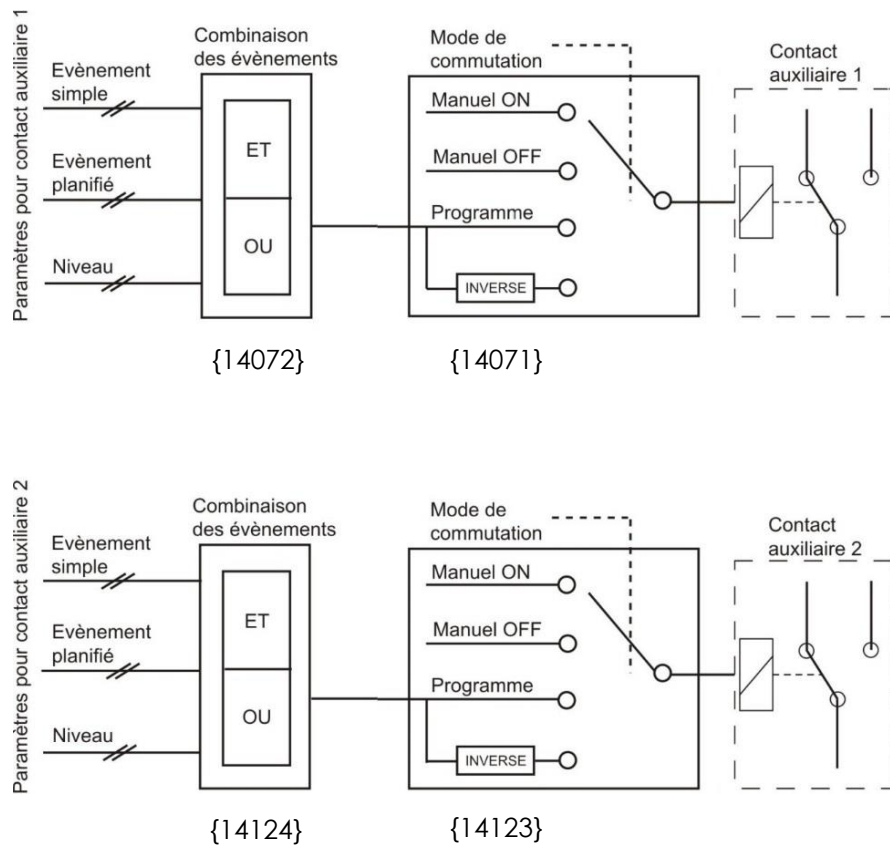 Paramètres pour contact auxiliaire 1
Combinaison
des évènements
Mode de
commutation
Contact
auxiliaire 1
Evènement
simple
Evènement
planifié
Niveau
ET
OU
Manuel ON
Manuel OFF
Programme
INVERSE
{14072}
{14071}
Paramètres pour contact auxiliaire 2
Combinaison
des évènements
Mode de
commutation
Contact
auxiliaire 2
Evènement
simple
Evènement
planifié
Niveau
ET
OU
Manuel ON
Manuel OFF
Programme
INVERSE
{14124}
{14123}